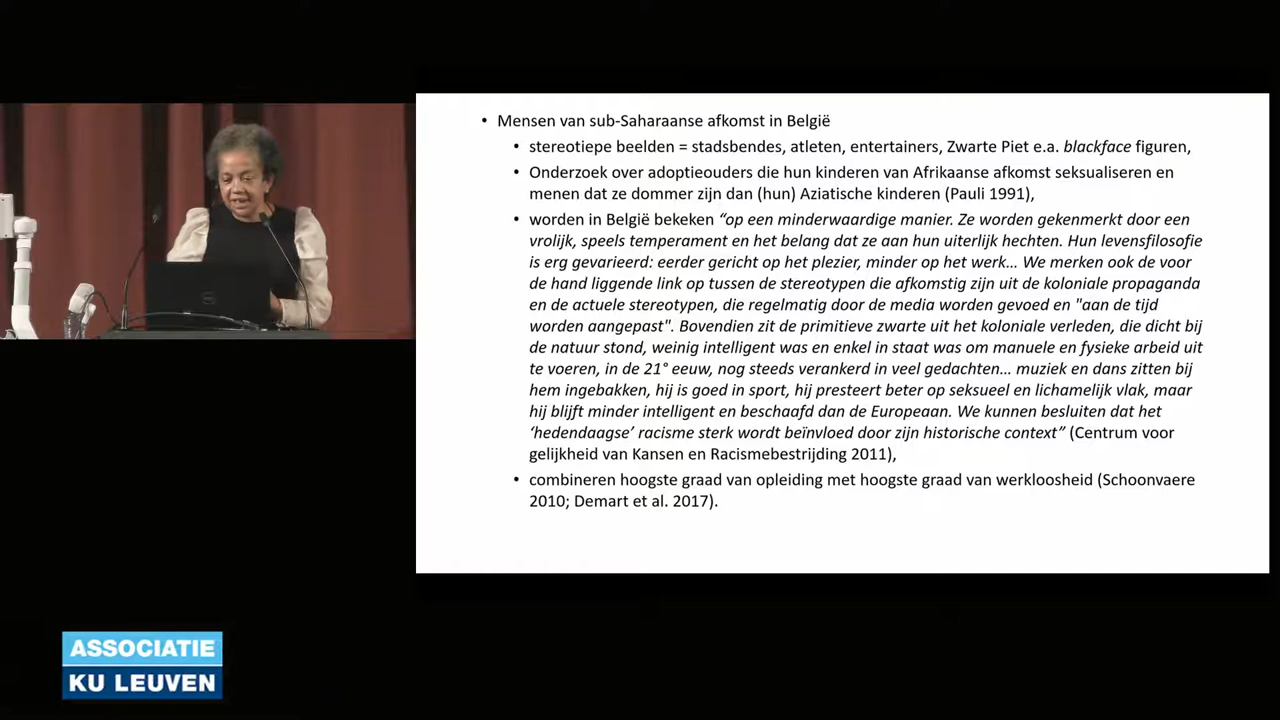 • Mensen van sub-Saharaanse afkomst in België
• stereotiepe beelden = stadsbendes, atleten, entertainers, Zwarte Piet e.a. blackface figuren,
• Onderzoek over adoptieouders die hun kinderen van Afrikaanse afkomst seksualiseren en
menen dat ze dommer zijn dan (hun) Aziatische kinderen (Pauli 1991),
• worden in België bekeken “op een minderwaardige manier. Ze worden gekenmerkt door een
vrolijk, speels temperament en het belang dat ze aan hun uiterlijk hechten. Hun levensfilosofie
is erg gevarieerd: eerder gericht op het plezier, minder op het werk… We merken ook de voor
de hand liggende link op tussen de stereotypen die afkomstig zijn uit de koloniale propaganda
en de actuele stereotypen, die regelmatig door de media worden gevoed en "aan de tijd
worden aangepast". Bovendien zit de primitieve zwarte uit het koloniale verleden, die dicht bij
de natuur stond, weinig intelligent was en enkel in staat was om manuele en fysieke arbeid uit
te voeren, in de 21° eeuw, nog steeds verankerd in veel gedachten… muziek en dans zitten bij
hem ingebakken, hij is goed in sport, hij presteert beter op seksueel en lichamelijk vlak, maar
hij blijft minder intelligent en beschaafd dan de Europeaan. We kunnen besluiten dat het
‘hedendaagse’ racisme sterk wordt beïnvloed door zijn historische context” (Centrum voor
gelijkheid van Kansen en Racismebestrijding 2011),
• combineren hoogste graad van opleiding met hoogste graad van werkloosheid (Schoonvaere
2010; Demart et al. 2017).
ASSOCIATIE
KU LEUVEN